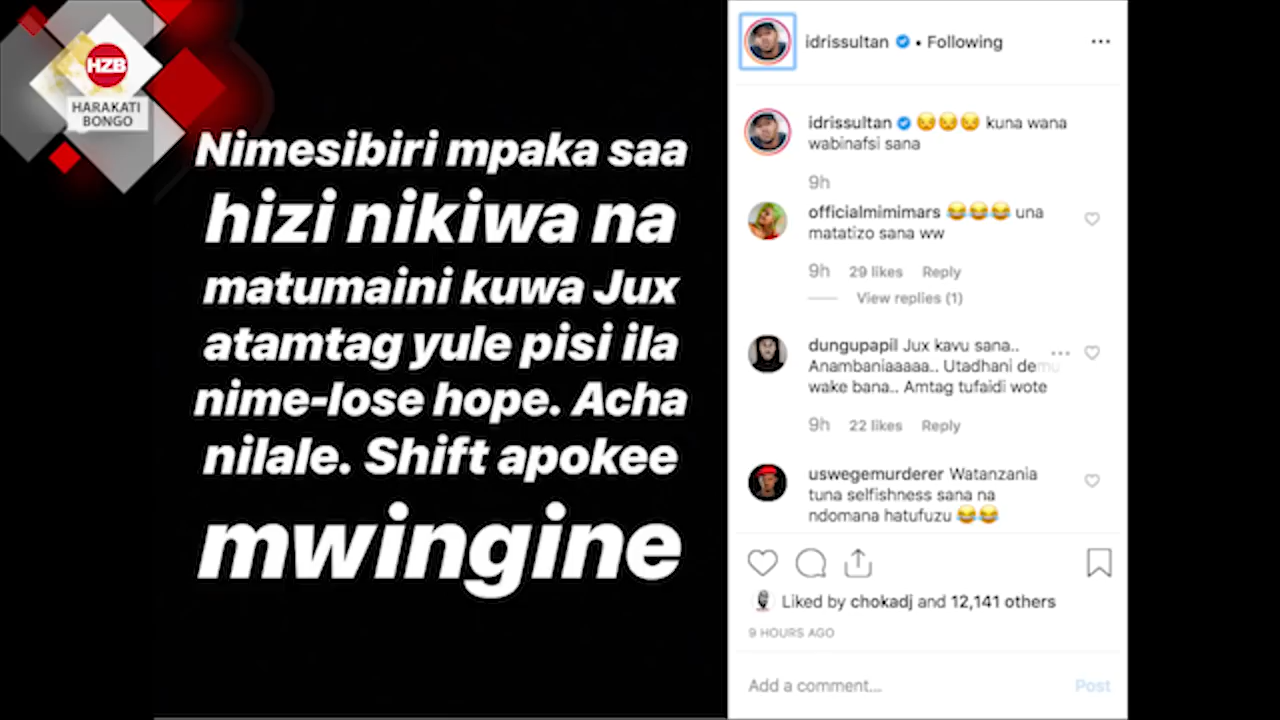 HZB
HARAKATI
BONGO
Nimesibiri mpaka saa
hizi nikiwa na
matumaini kuwa Jux
atamtag yule pisi ila
nime-lose hope. Acha
nilale. Shift apokee
mwingine
idrissultan • Following
idrissultan 😒😒😒 kuna wana
wabinafsi sana
9h
officialmimimars 😂😂😂 una
matatizo sana ww
9h 29 likes Reply
View replies (1)
dungupapil Jux kavu sana..
Anambaniaaaaa.. Utadhani demu
wake bana.. Amtag tufaidi wote
9h 22 likes Reply
uswegemurderer Watanzania
tuna selfishness sana na
ndomana hatufuzu 😂😂
Liked by chokadj and 12,141 others
9 HOURS AGO
Add a comment... Post